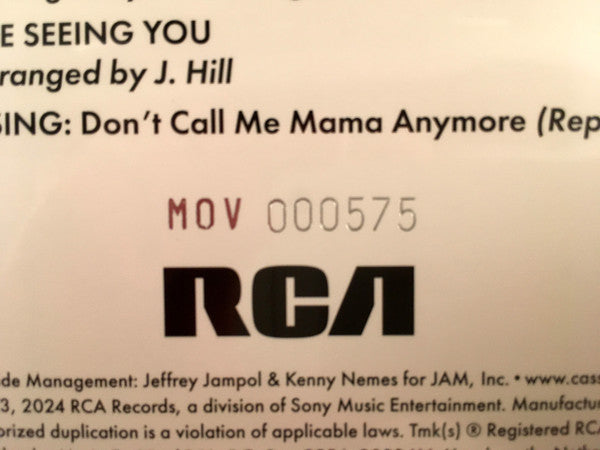 E SEEING YOU
ranged by J. Hill
SING: Don't Call Me Mama Anymore (Rep
MOV 000575
RCA
de Management: Jeffrey Jampol & Kenny Nemes for JAM, Inc. • www.cass
3, 2024 RCA Records, a division of Sony Music Entertainment. Manufactu
orized duplication is a violation of applicable laws. Tmk(s) ® Registered RCA